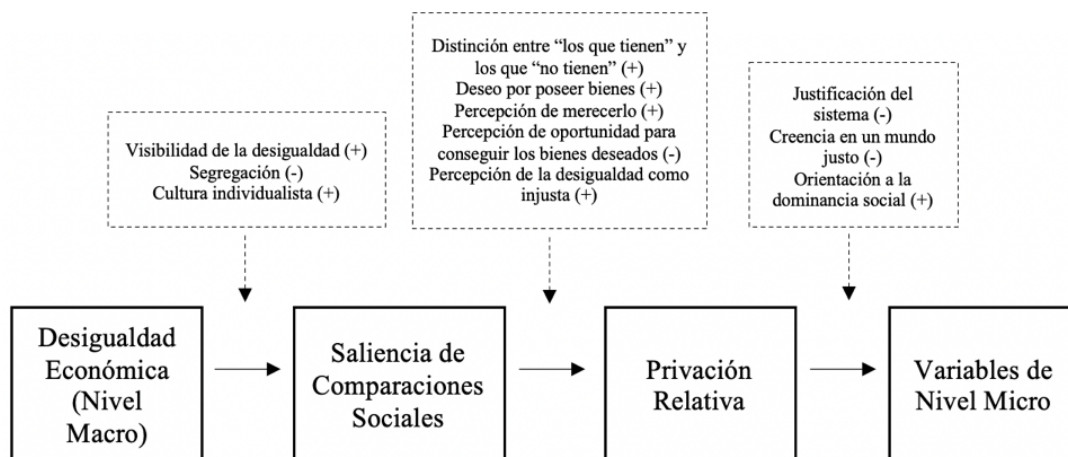 Visibilidad de la desigualdad (+)
Segregación (-)
Cultura individualista (+)
Distinción entre “los que tienen” y
los que “no tienen” (+)
Deseo por poseer bienes (+)
Percepción de merecerlo (+)
Percepción de oportunidad para
conseguir los bienes deseados (-)
Percepción de la desigualdad como
injusta (+)
Justificación del
sistema (-)
Creencia en un mundo
justo (-)
Orientación a la
dominancia social (+)
Desigualdad
Económica
(Nivel
Macro)
Saliencia de
Comparaciones
Sociales
Privación
Relativa
Variables de
Nivel Micro